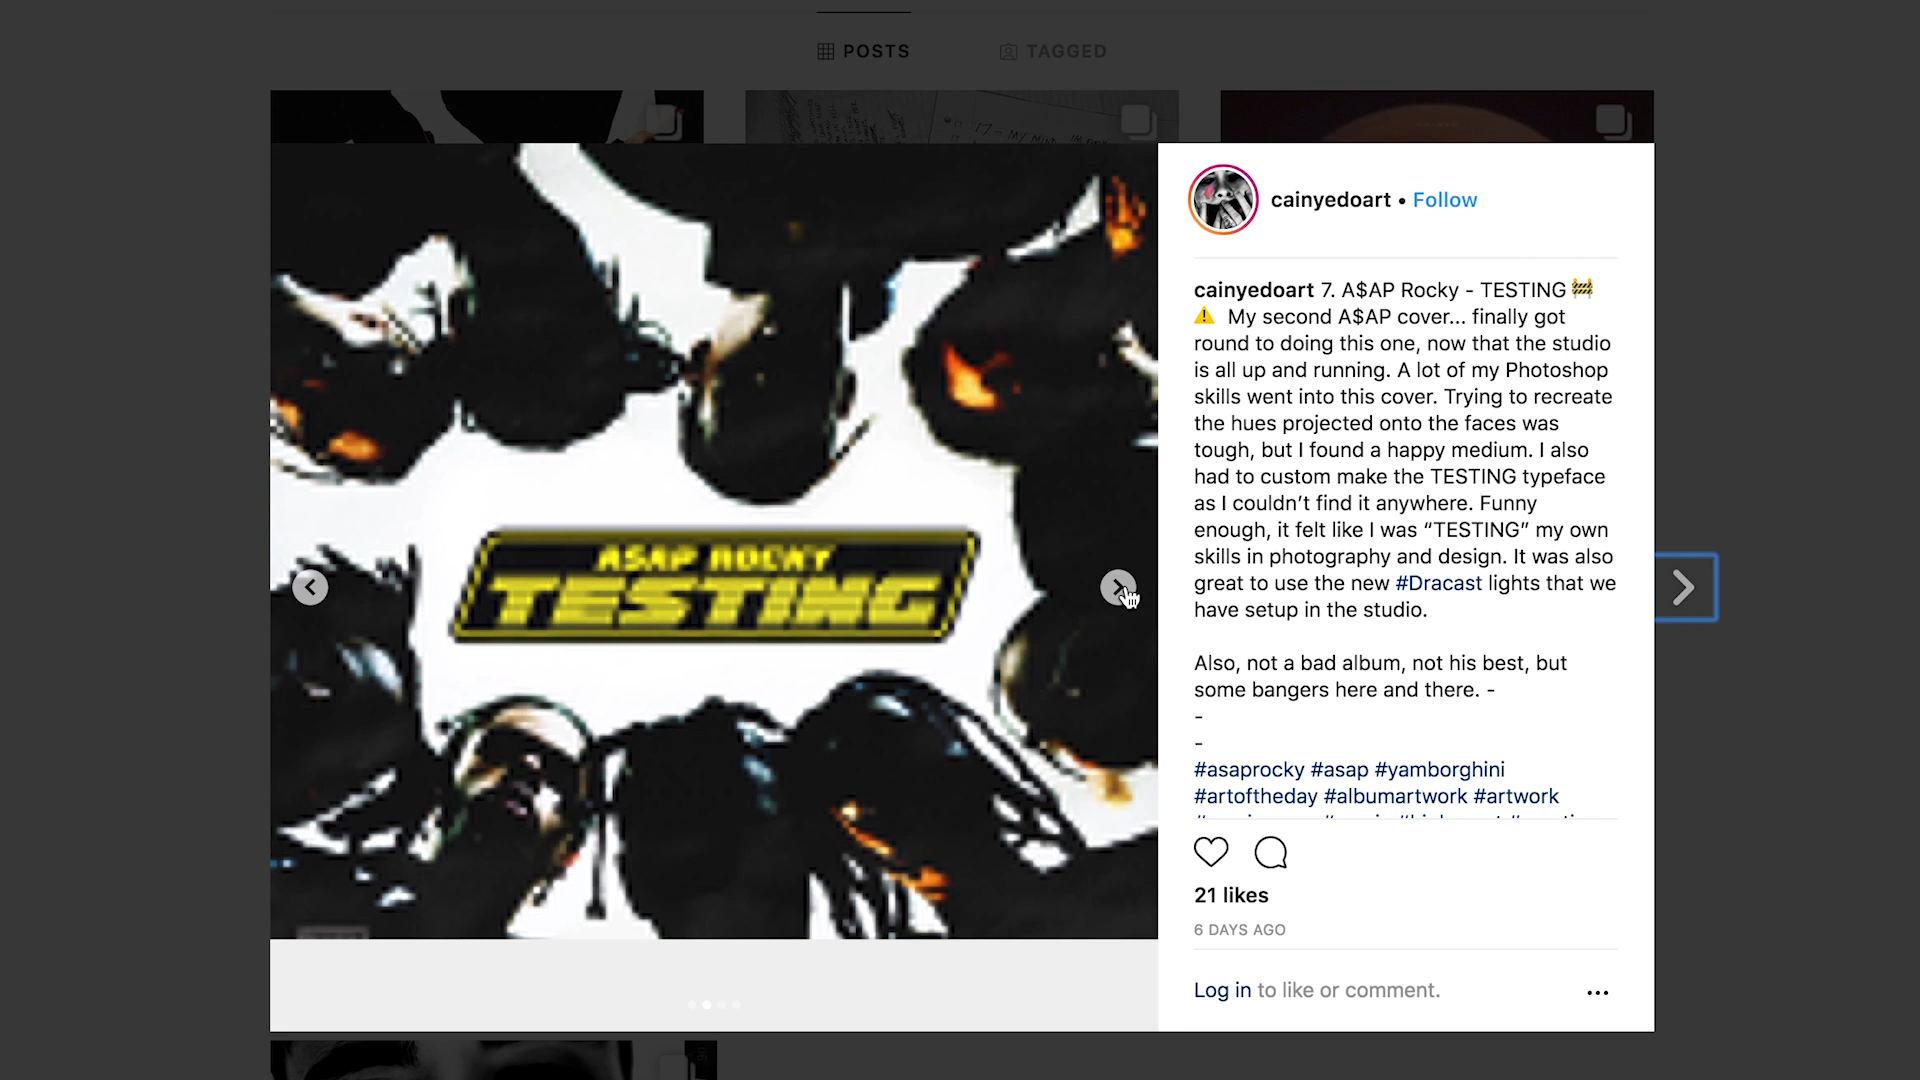 POSTS
TAGGED
ASAP ROCKY
TESTING
cainyedoart • Follow
cainyedoart 7. A$AP Rocky - TESTING 🚧
⚠️ My second A$AP cover... finally got
round to doing this one, now that the studio
is all up and running. A lot of my Photoshop
skills went into this cover. Trying to recreate
the hues projected onto the faces was
tough, but I found a happy medium. I also
had to custom make the TESTING typeface
as I couldn’t find it anywhere. Funny
enough, it felt like I was “TESTING” my own
skills in photography and design. It was also
great to use the new #Dracast lights that we
have setup in the studio.
Also, not a bad album, not his best, but
some bangers here and there. -
-
-
#asaprocky #asap #yamborghini
#artoftheday #albumartwork #artwork
21 likes
6 DAYS AGO
Log in to like or comment.